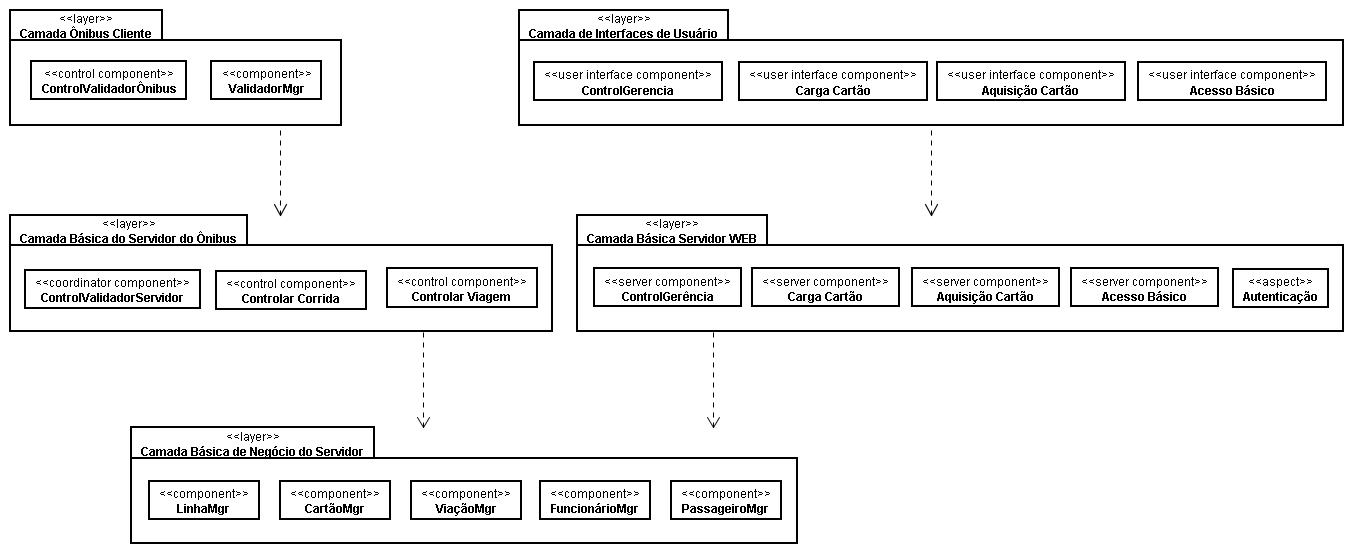 <<layer>>
Camada Ônibus Cliente
<<control component>>
ControlValidadorÔnibus
<<component>>
ValidadorMgr
<<layer>>
Camada de Interfaces de Usuário
<<user interface component>>
ControlGerencia
<<user interface component>>
Carga Cartão
<<user interface component>>
Aquisição Cartão
<<user interface component>>
Acesso Básico
<<layer>>
Camada Básica do Servidor do Ônibus
<<coordinator component>>
ControlValidadorServidor
<<control component>>
Controlar Corrida
<<control component>>
Controlar Viagem
<<layer>>
Camada Básica Servidor WEB
<<server component>>
ControlGerência
<<server component>>
Carga Cartão
<<server component>>
Aquisição Cartão
<<server component>>
Acesso Básico
<<aspect>>
Autenticação
<<layer>>
Camada Básica de Negócio do Servidor
<<component>>
LinhaMgr
<<component>>
CartãoMgr
<<component>>
ViaçãoMgr
<<component>>
FuncionárioMgr
<<component>>
PassageiroMgr